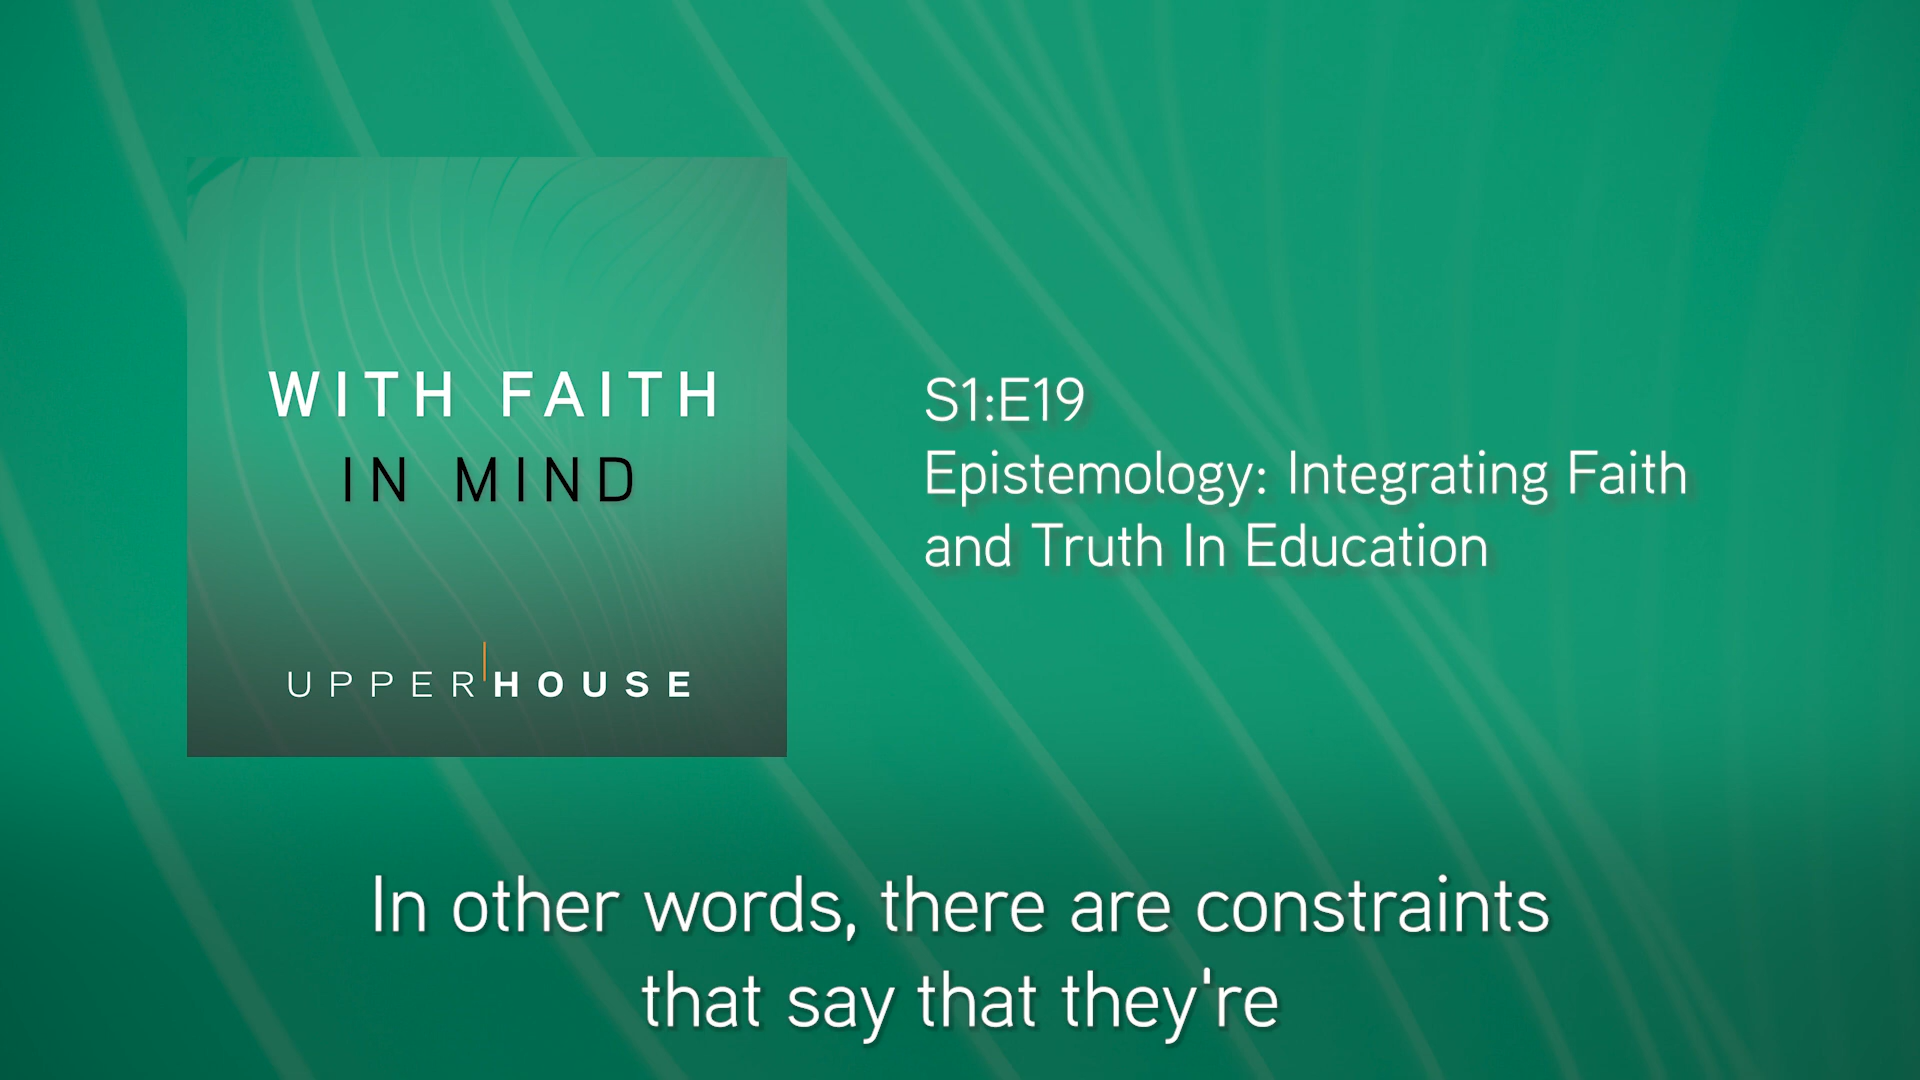 WITH FAITH
IN MIND
UPPER HOUSE
S1:E19
Epistemology: Integrating Faith
and Truth In Education
In other words, there are constraints
that say that they're